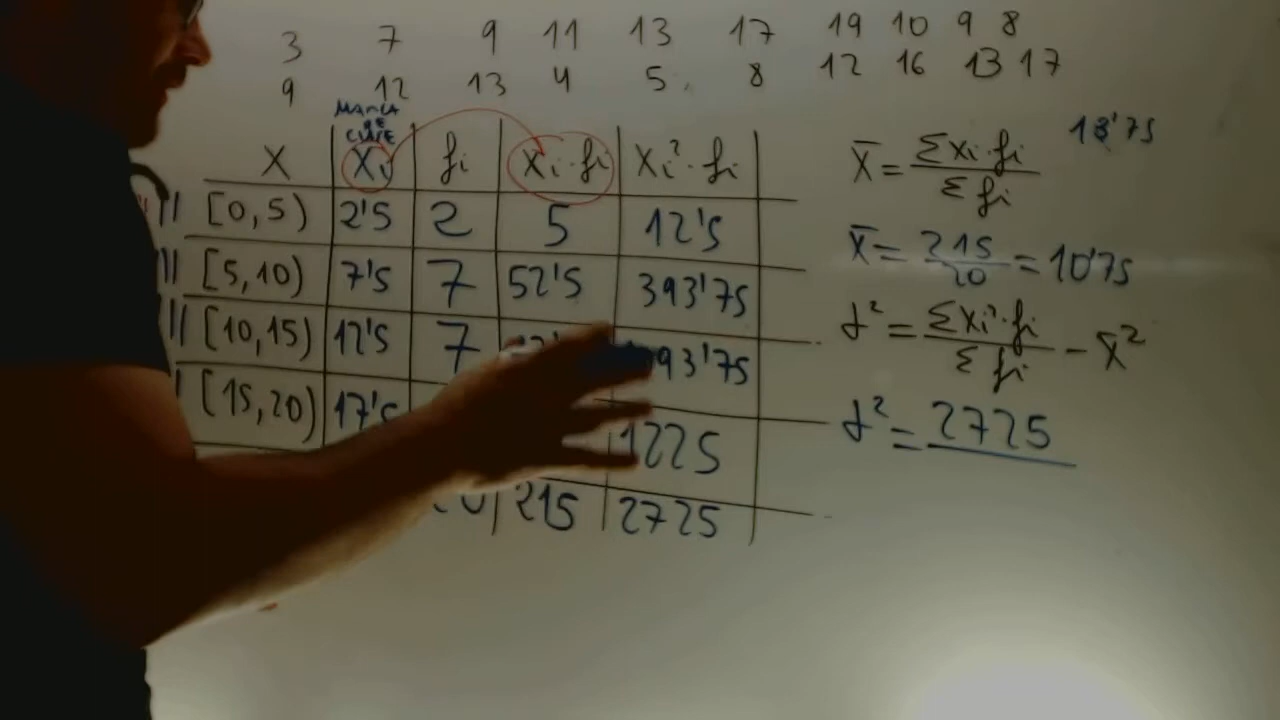 3 7 9 11 13 17 19 10 9 8
9 12 13 4 5. 8 12 16 13 17
MARCA DE CLASE
X Xi fi Xi·fi Xi²·fi
[0,5) 2'5 2 5 12'5
[5,10) 7'5 7 52'5 393'75
[10,15) 12'5 7 93'75
[15,20) 17'5 1225
215 2725
13'75
X̄ = Σxi·fi / Σfi
X̄ = 215 / 20 = 10'75
σ² = Σxi²·fi / Σfi - X̄²
σ² = 2725